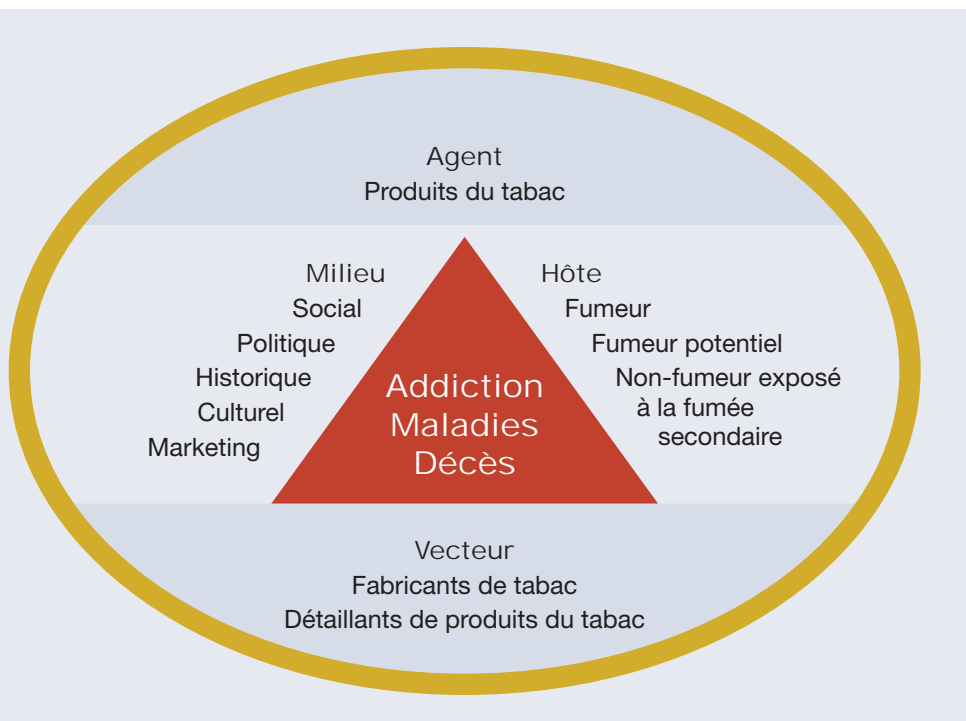 Agent
Produits du tabac
Milieu
Social
Politique
Historique
Culturel
Marketing
Hôte
Fumeur
Fumeur potentiel
Non-fumeur exposé
à la fumée
secondaire
Addiction
Maladies
Décès
Vecteur
Fabricants de tabac
Détaillants de produits du tabac